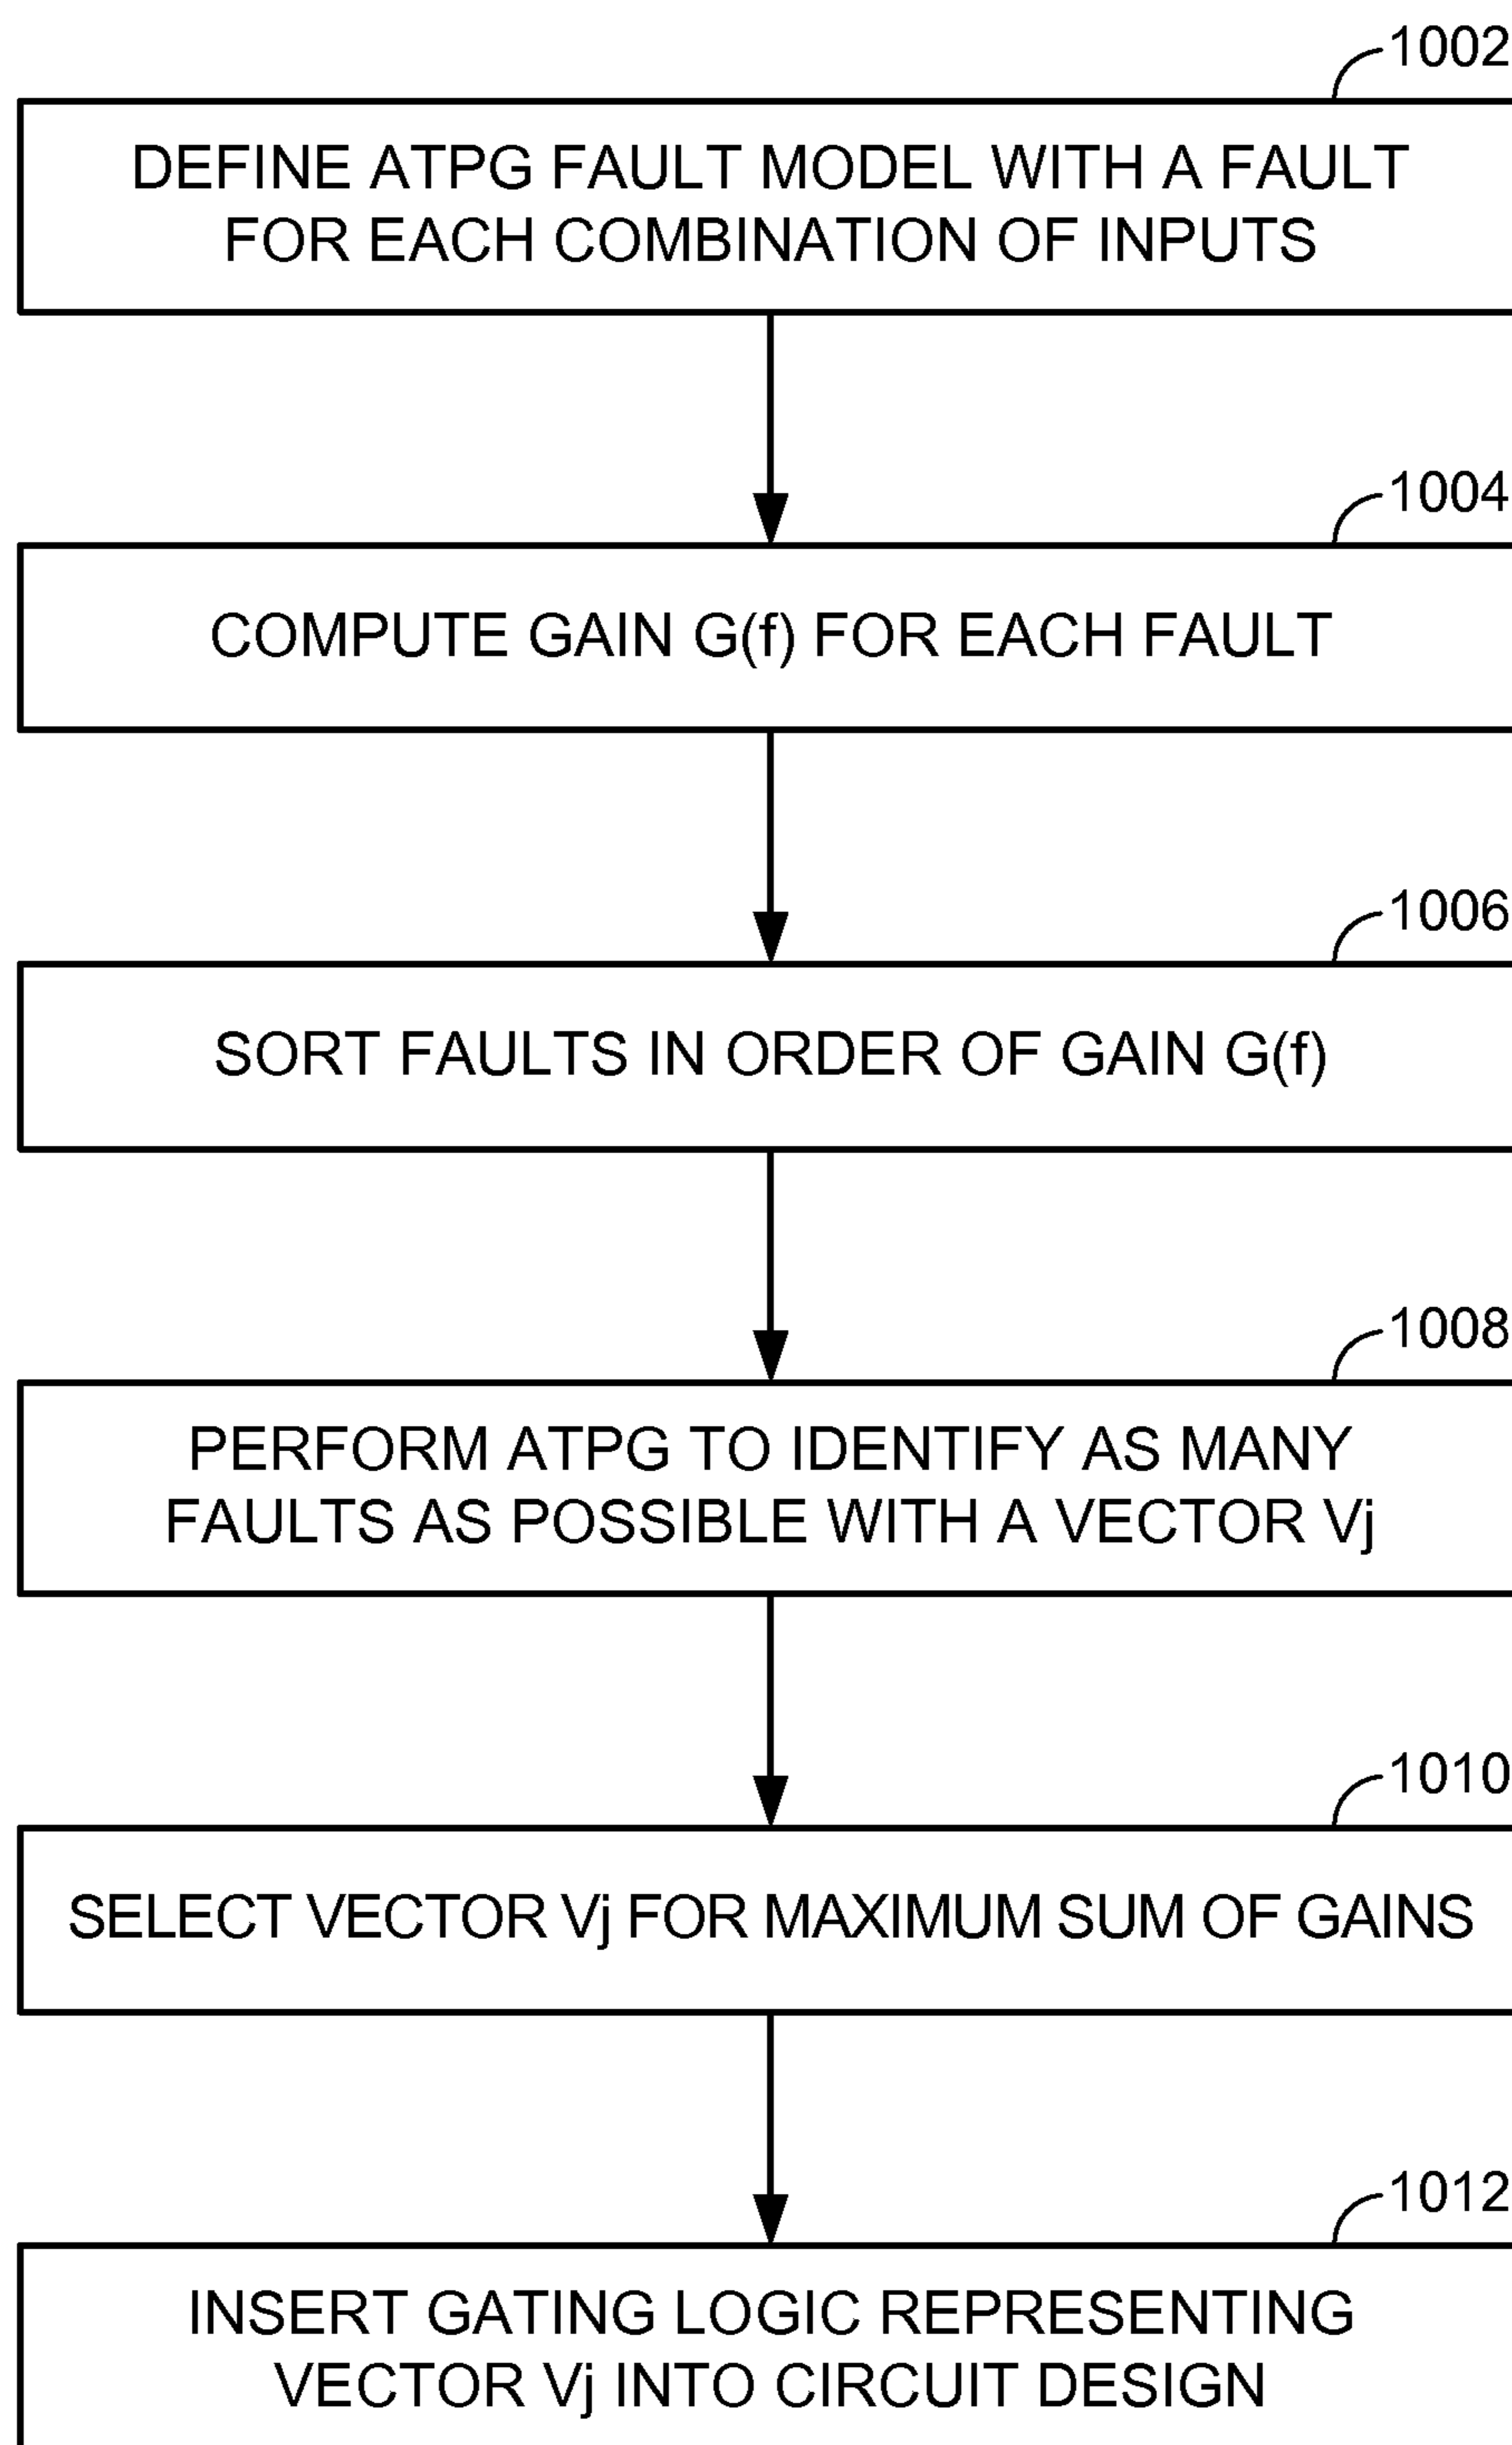 1002
DEFINE ATPG FAULT MODEL WITH A FAULT
FOR EACH COMBINATION OF INPUTS
1004
COMPUTE GAIN G(f) FOR EACH FAULT
1006
SORT FAULTS IN ORDER OF GAIN G(f)
1008
PERFORM ATPG TO IDENTIFY AS MANY
FAULTS AS POSSIBLE WITH A VECTOR Vj
1010
SELECT VECTOR Vj FOR MAXIMUM SUM OF GAINS
1012
INSERT GATING LOGIC REPRESENTING
VECTOR Vj INTO CIRCUIT DESIGN